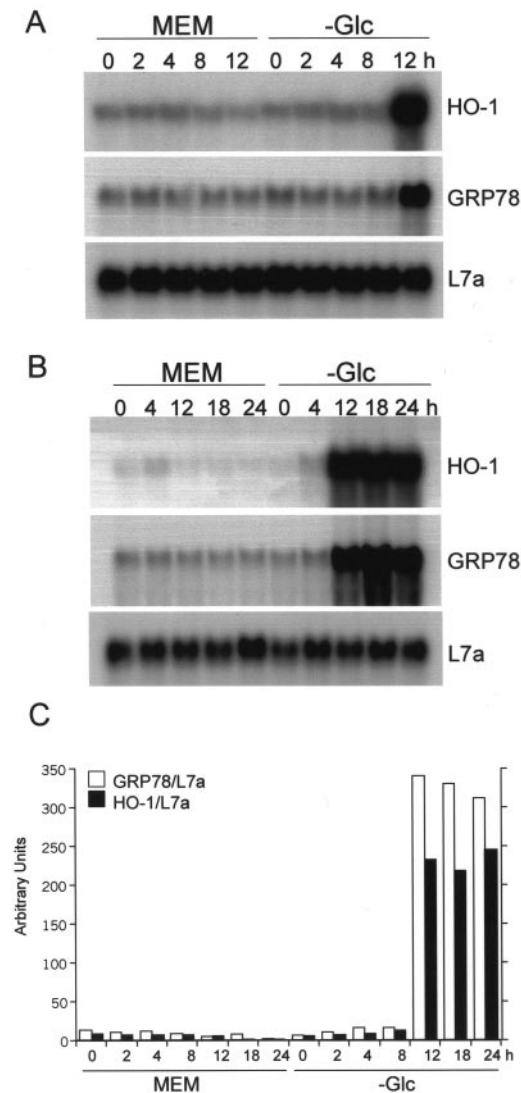 A
MEM -Glc
0 2 4 8 12 0 2 4 8 12 h
HO-1
GRP78
L7a
B
MEM -Glc
0 4 12 18 24 0 4 12 18 24 h
HO-1
GRP78
L7a
C
GRP78/L7a
HO-1/L7a
Arbitrary Units
350
300
250
200
150
100
50
0
0 2 4 8 12 18 24 0 2 4 8 12 18 24 h
MEM -Glc